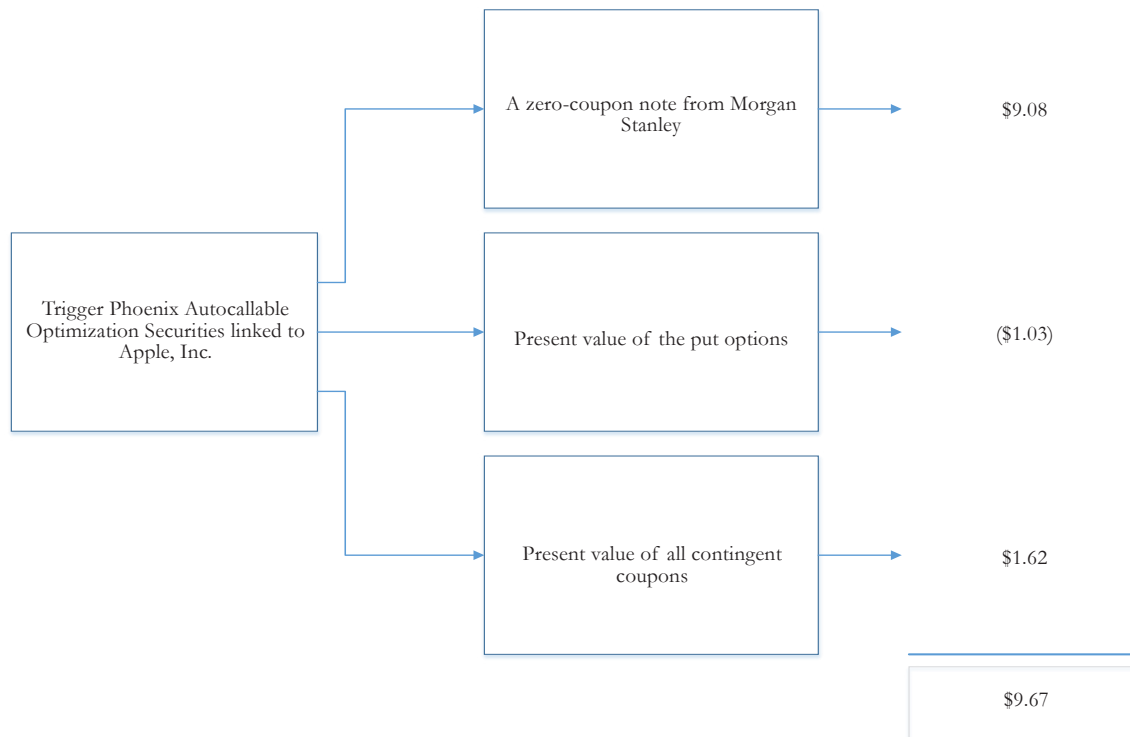 A zero-coupon note from Morgan
Stanley
$9.08
Trigger Phoenix Autocallable
Optimization Securities linked to
Apple, Inc.
Present value of the put options
($1.03)
Present value of all contingent
coupons
$1.62
$9.67